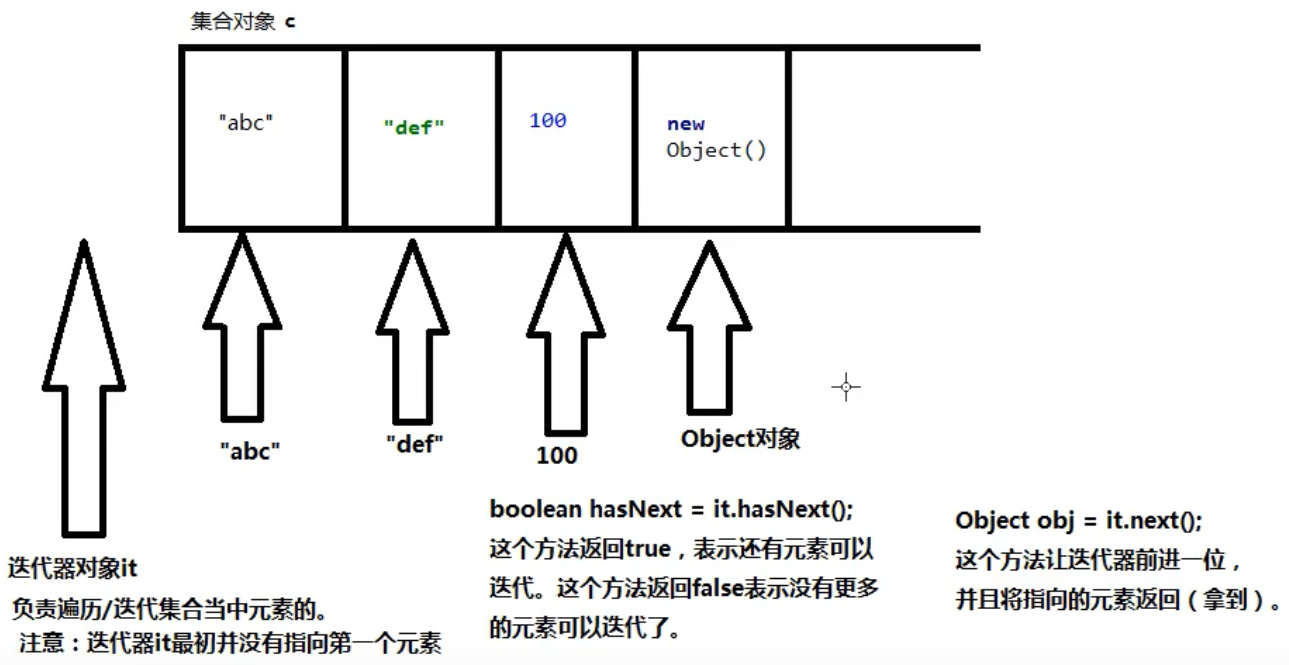 集合对象 c
"abc"
"def"
100
new
Object()
"abc"
"def"
100
Object对象
迭代器对象it
负责遍历/迭代集合当中元素的。
注意：迭代器it最初并没有指向第一个元素
boolean hasNext = it.hasNext();
这个方法返回true，表示还有元素可以
迭代。这个方法返回false表示没有更多
的元素可以迭代了。
Object obj = it.next();
这个方法让迭代器前进一位，
并且将指向的元素返回（拿到）。